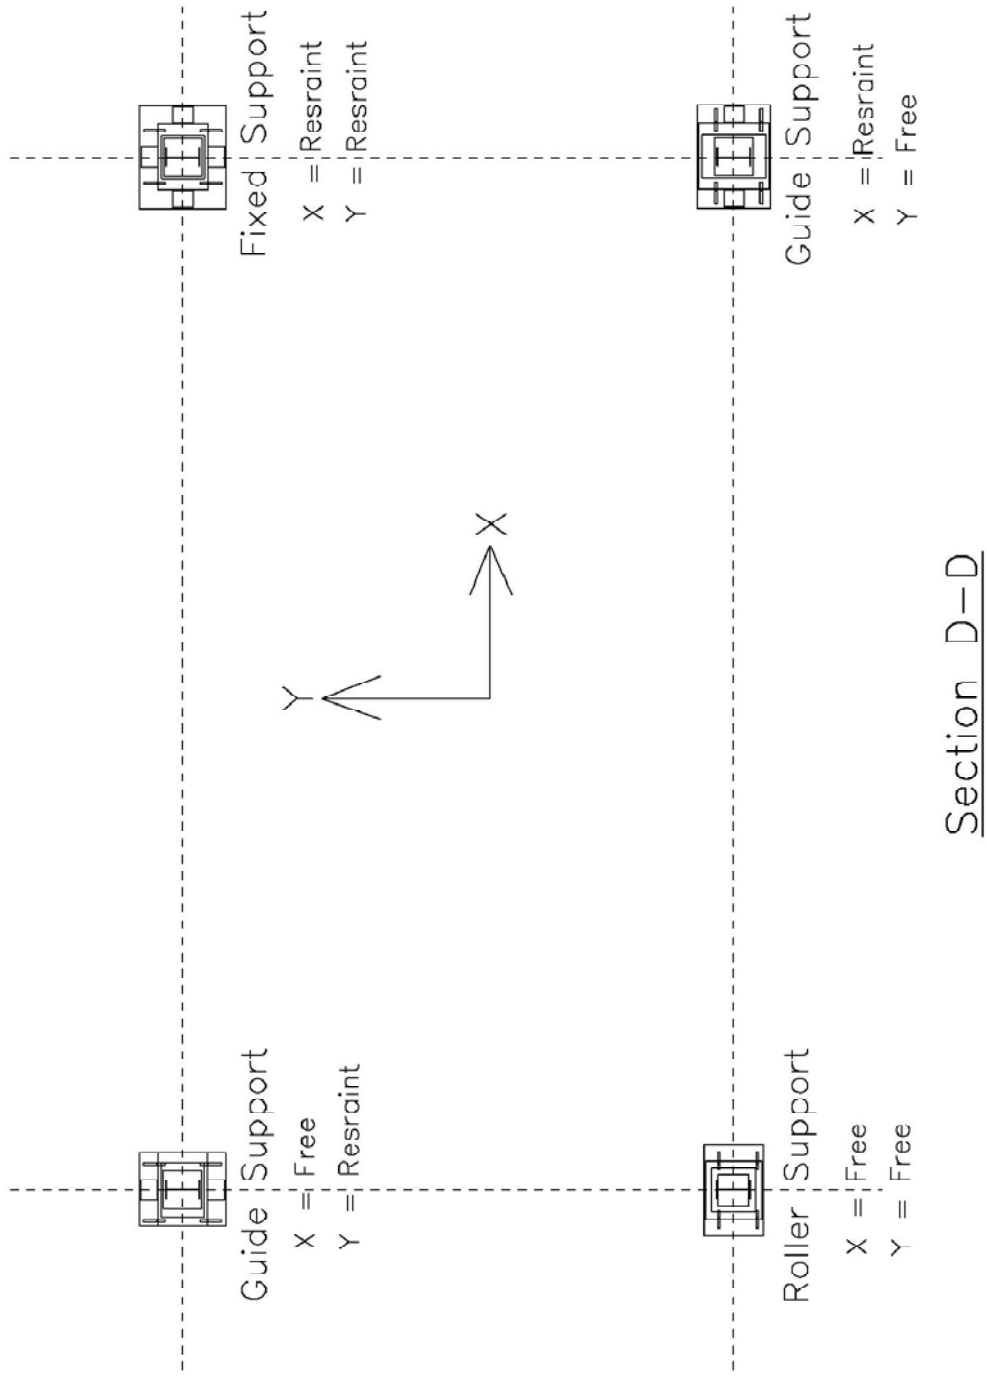 Guide Support
X = Free
Y = Resraint
Fixed Support
X = Resraint
Y = Resraint
Y
X
Roller Support
X = Free
Y = Free
Guide Support
X = Resraint
Y = Free
Section D-D